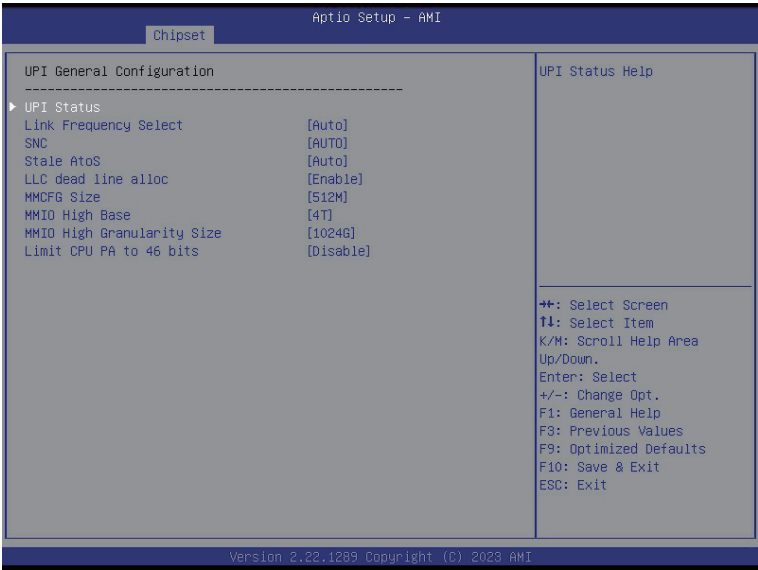 Aptio Setup – AMI
Chipset
UPI General Configuration
------------------------------------------------
UPI Status
Link Frequency Select [Auto]
SNC [AUTO]
Stale AtoS [Auto]
LLC dead line alloc [Enable]
MMCFG Size [512M]
MMIO High Base [4T]
MMIO High Granularity Size [1024G]
Limit CPU PA to 46 bits [Disable]
UPI Status Help
→←: Select Screen
↑↓: Select Item
K/M: Scroll Help Area
Up/Down.
Enter: Select
+/-: Change Opt.
F1: General Help
F3: Previous Values
F9: Optimized Defaults
F10: Save & Exit
ESC: Exit
Version 2.22.1289 Copyright (C) 2023 AMI